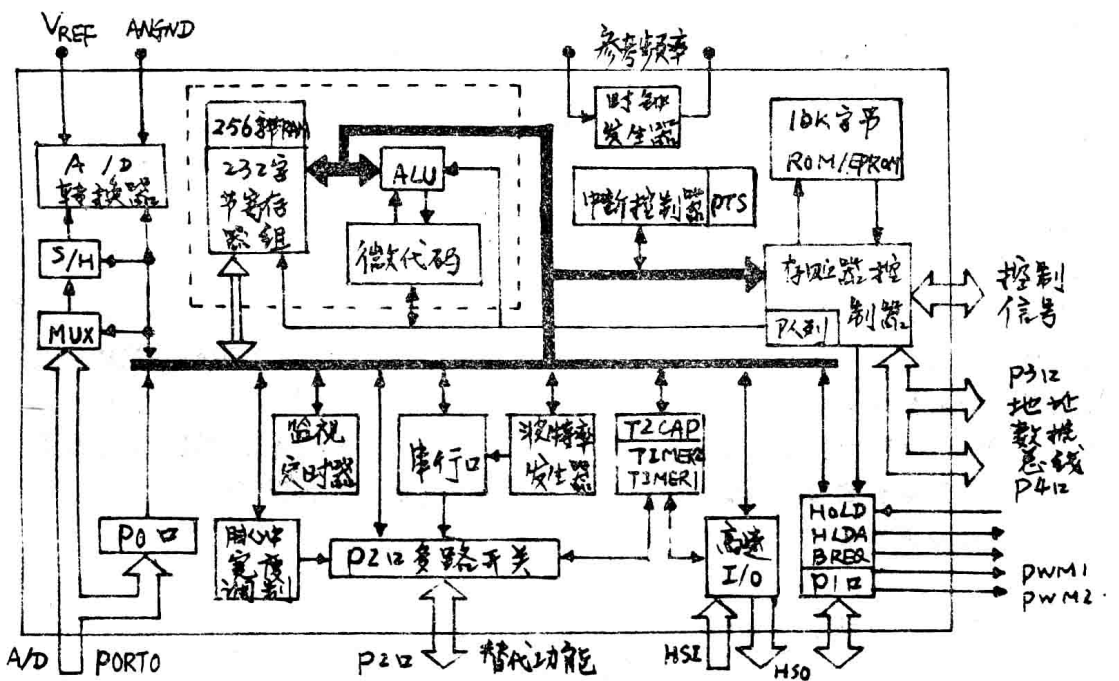 VREF
ANGND
参考频率
时钟
发生器
256字节RAM
232字
节寄存
器组
ALU
微代码
16K字节
ROM/EPROM
A/D
转换器
中断控制器
PTS
S/H
存贮器控
制器
队列
控制
信号
MUX
P3口
地址
数据
总线
P4口
监视
定时器
串行口
波特率
发生器
T2CAP
TIMER2
TIMER1
P0口
脉冲
宽度
调制
P2口多路开关
高速
I/O
HOLD
HLDA
BREQ
P1口
PWM1
PWM2
A/D
PORT0
P2口
替代功能
HSI
HSO